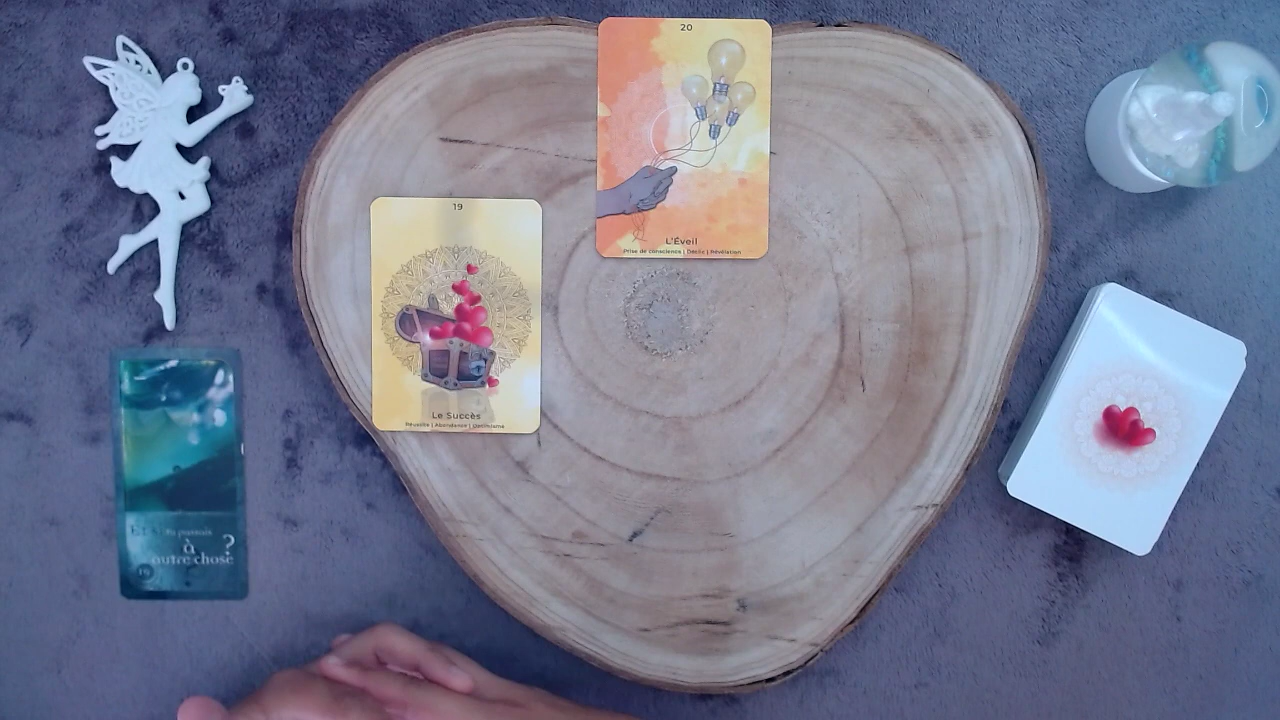 20
L'Éveil
Prise de conscience | Déclic | Révélation
19
Le Succès
Réussite | Abondance | Optimisme
Et si tu pensais
à
autre chose ?
19